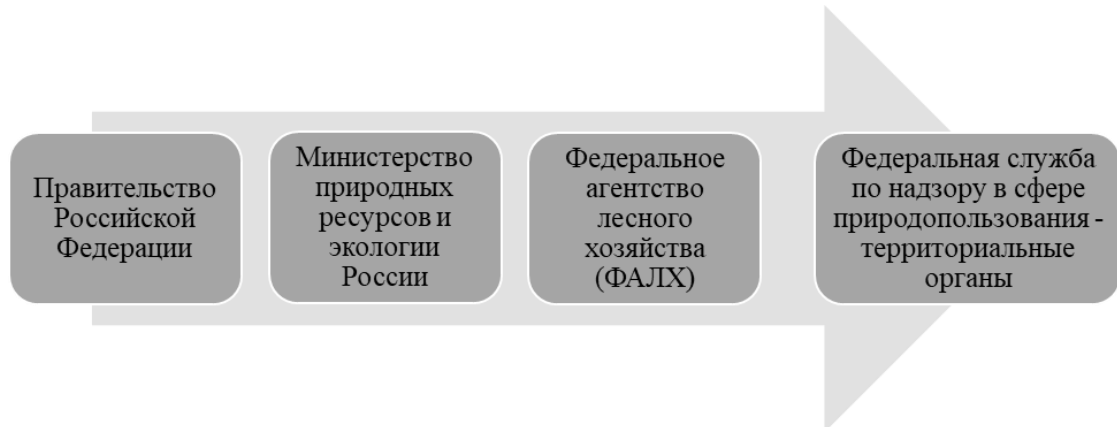 Правительство
Российской
Федерации
Министерство
природных
ресурсов и
экологии
России
Федеральное
агентство
лесного
хозяйства
(ФАЛХ)
Федеральная служба
по надзору в сфере
природопользования -
территориальные
органы